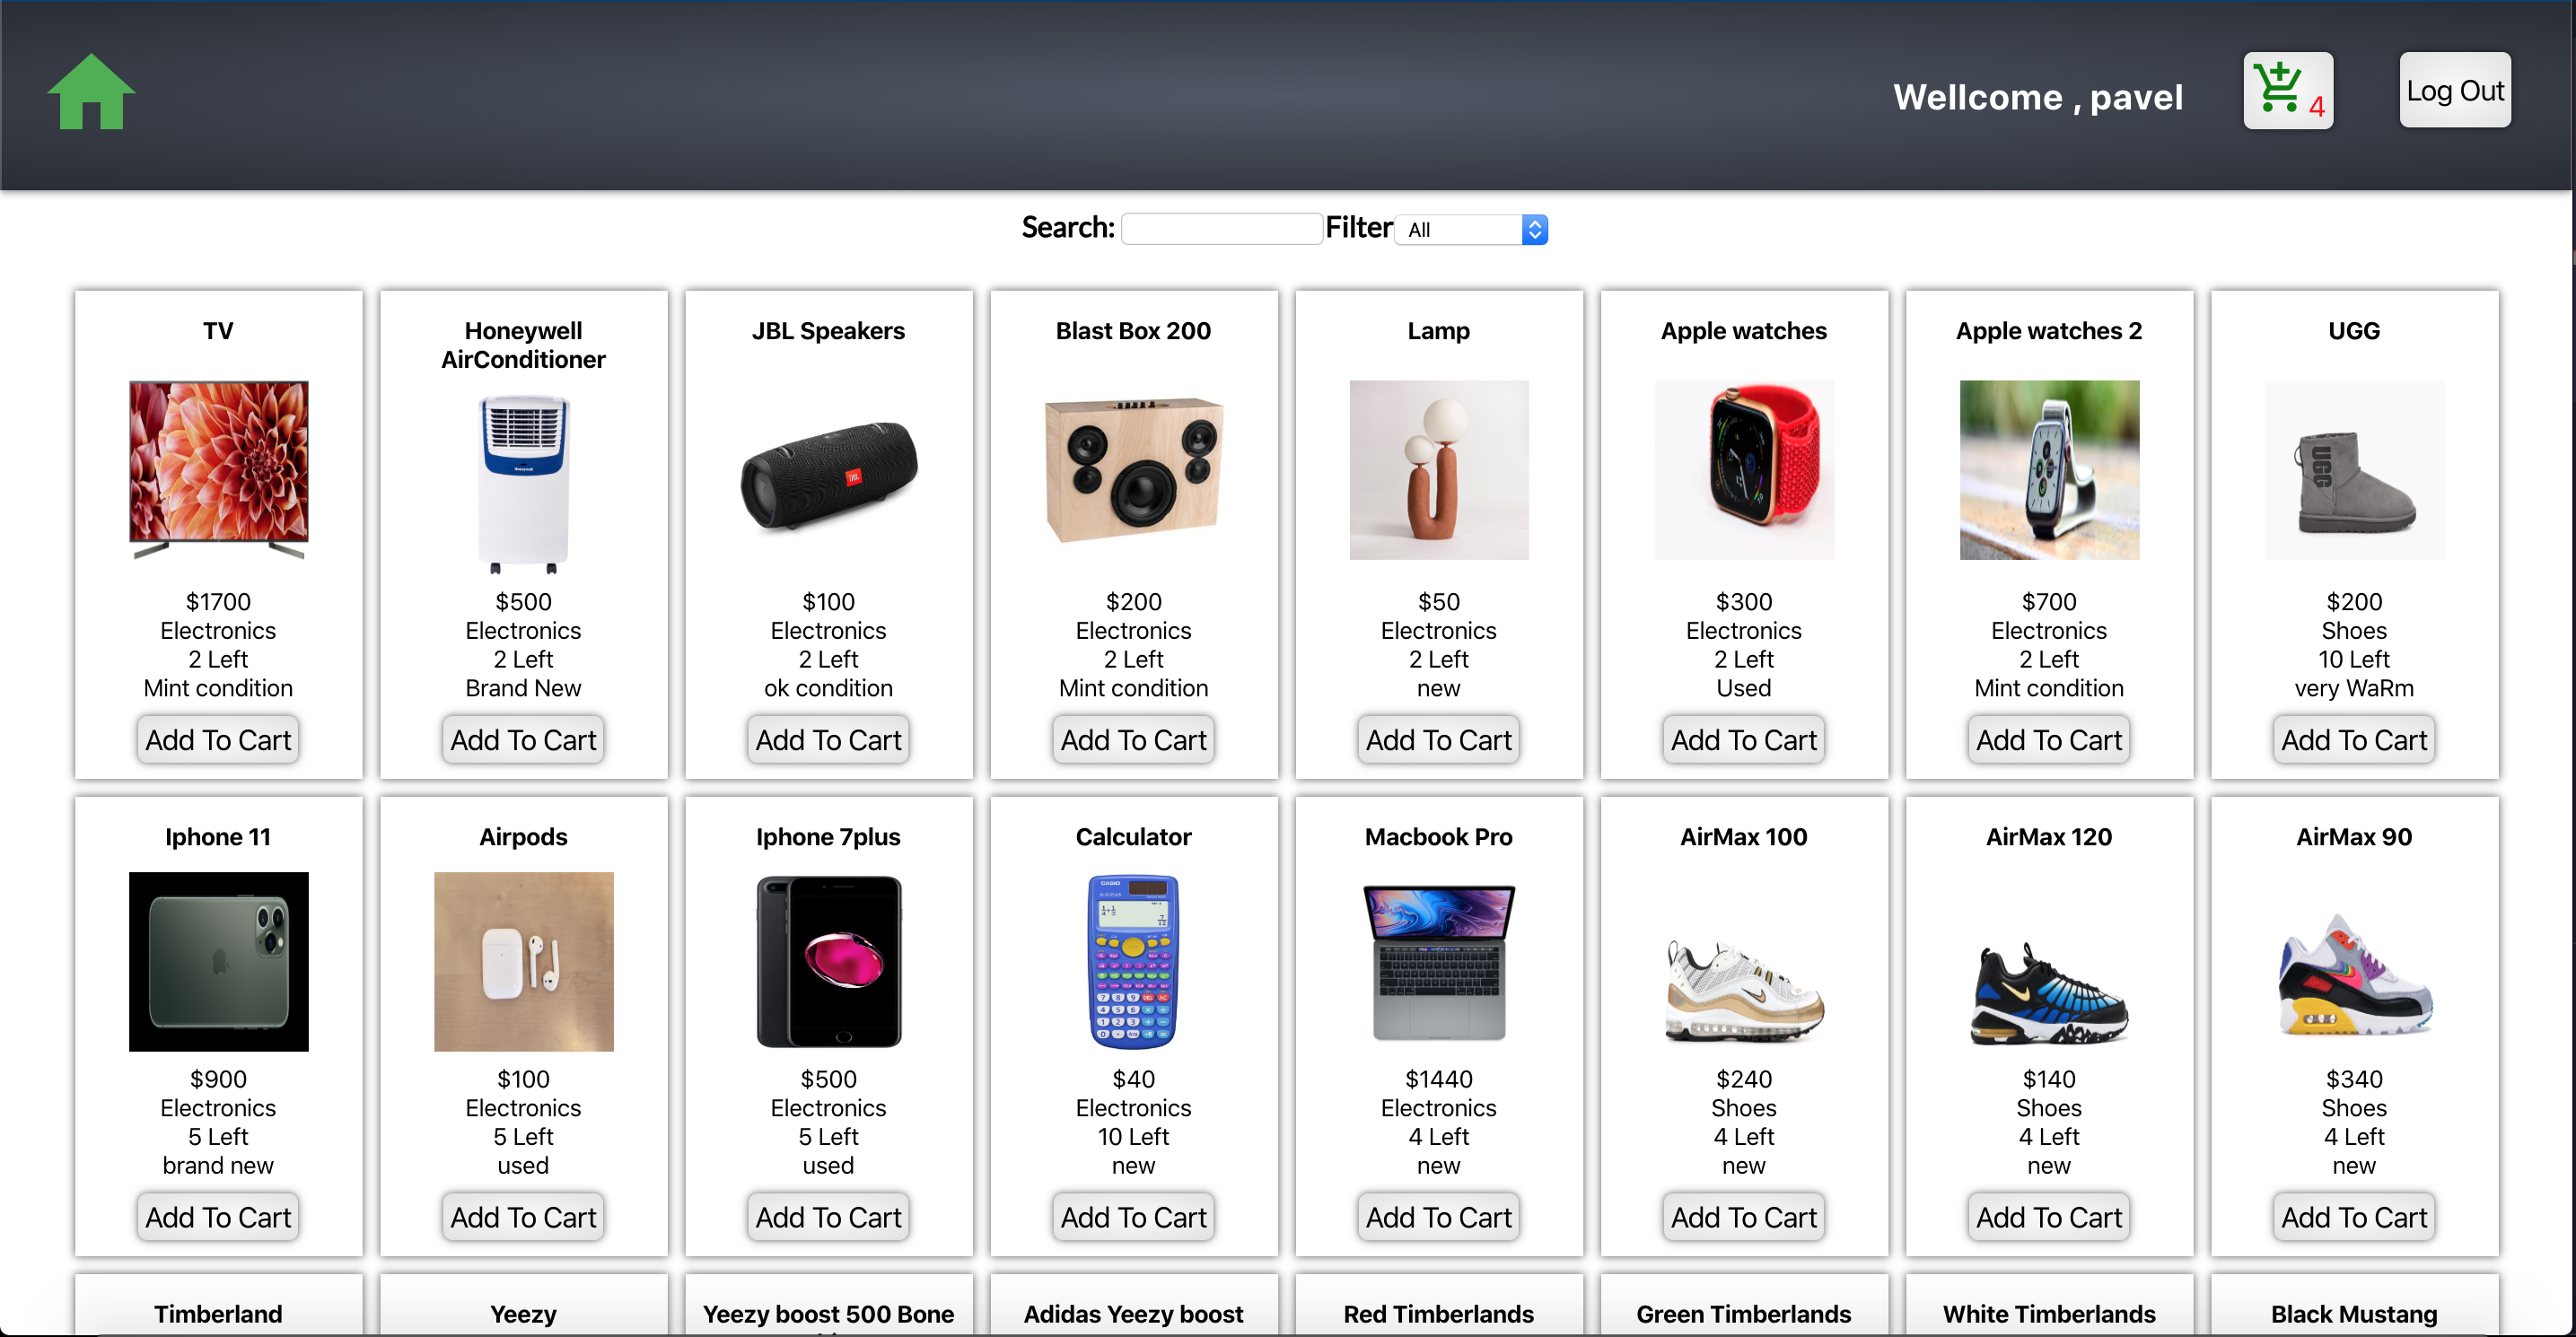 Wellcome , pavel
4
Log Out
Search:
Filter
All
TV
Honeywell
AirConditioner
JBL Speakers
Blast Box 200
Lamp
Apple watches
Apple watches 2
UGG
JBL
UGG
$1700
$500
$100
$200
$50
$300
$700
$200
Electronics
Electronics
Electronics
Electronics
Electronics
Electronics
Electronics
Shoes
2 Left
2 Left
2 Left
2 Left
2 Left
2 Left
2 Left
10 Left
Mint condition
Brand New
ok condition
Mint condition
new
Used
Mint condition
very WaRm
Add To Cart
Add To Cart
Add To Cart
Add To Cart
Add To Cart
Add To Cart
Add To Cart
Add To Cart
Iphone 11
Airpods
Iphone 7plus
Calculator
Macbook Pro
AirMax 100
AirMax 120
AirMax 90
CASIO
$900
$100
$500
$40
$1440
$240
$140
$340
Electronics
Electronics
Electronics
Electronics
Electronics
Shoes
Shoes
Shoes
5 Left
5 Left
5 Left
10 Left
4 Left
4 Left
4 Left
4 Left
brand new
used
used
new
new
new
new
new
Add To Cart
Add To Cart
Add To Cart
Add To Cart
Add To Cart
Add To Cart
Add To Cart
Add To Cart
Timberland
Yeezy
Yeezy boost 500 Bone
Adidas Yeezy boost
Red Timberlands
Green Timberlands
White Timberlands
Black Mustang